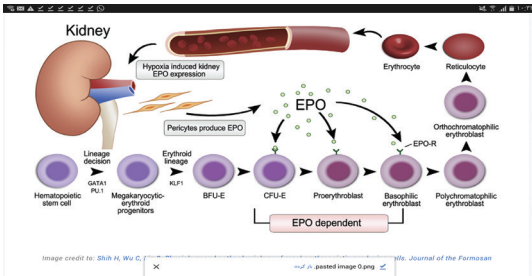 Kidney
Hypoxia induced kidney
EPO expression
Erythrocyte
Reticulocyte
Pericytes produce EPO
EPO
Orthochromatophilic
erythroblast
EPO-R
Lineage
decision
GATA1
PU.1
Erythroid
lineage
KLF1
Hematopoietic
stem cell
Megakaryocytic-
erythroid
progenitors
BFU-E
CFU-E
Proerythroblast
Basophilic
erythroblast
Polychromatophilic
erythroblast
EPO dependent
Image credit to: Shih H, Wu C,
Journal of the Formosan
pasted image 0.png